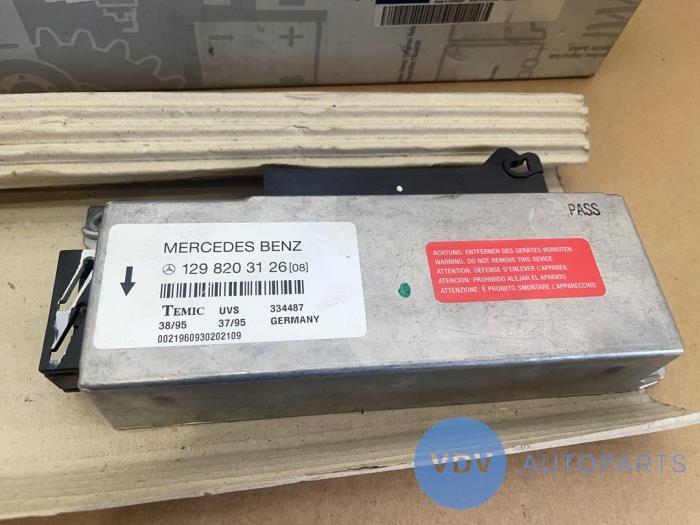 MERCEDES BENZ
129 820 31 26 [08]
TEMIC UVS 334487
38/95 37/95 GERMANY
0021960930202109
PASS
ACHTUNG: ENTFERNEN DES GERÄTES VERBOTEN
WARNING: DO NOT REMOVE THIS DEVICE
ATTENTION: DÉFENSE D'ENLEVER L'APPAREIL
ATENCION: PROHIBIDO ALEJAR EL APARATO
ATTENZIONE: É PROIBITO SMONTARE L'APPARECCHIO
VDV AUTOPARTS